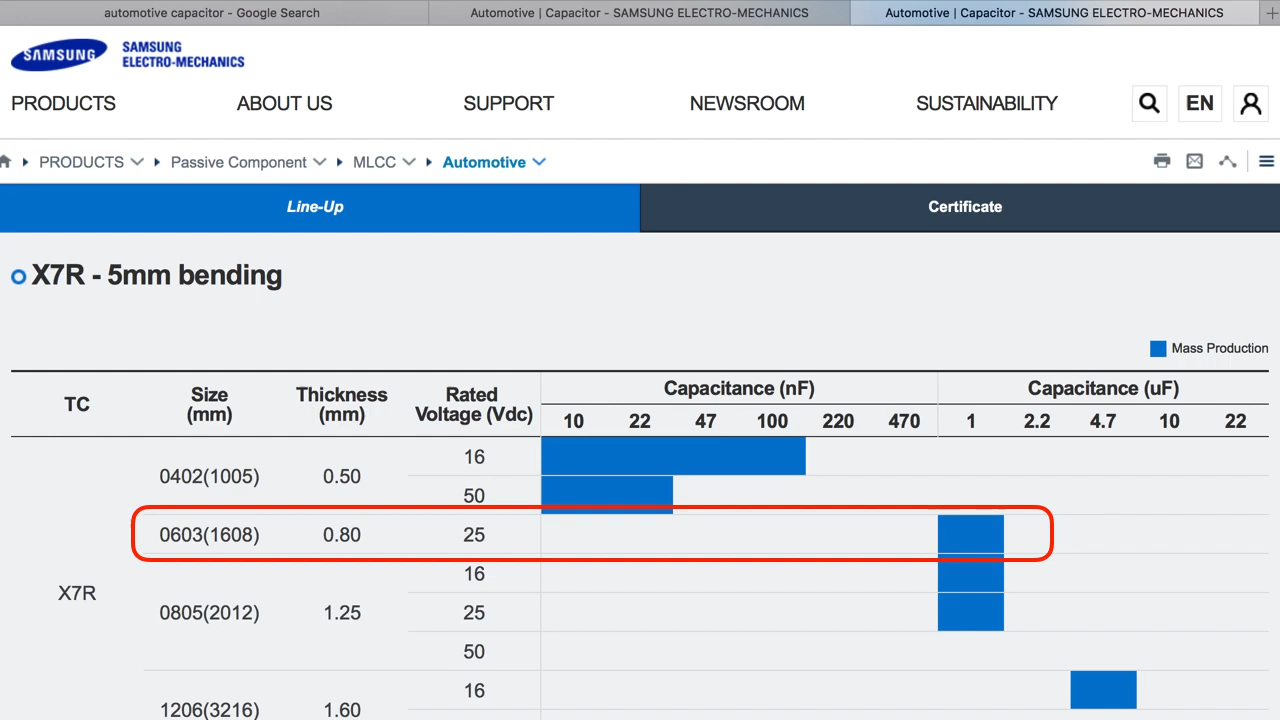 automotive capacitor - Google Search Automotive | Capacitor - SAMSUNG ELECTRO-MECHANICS Automotive | Capacitor - SAMSUNG ELECTRO-MECHANICS
SAMSUNG SAMSUNG
ELECTRO-MECHANICS
PRODUCTS ABOUT US SUPPORT NEWSROOM SUSTAINABILITY EN
PRODUCTS Passive Component MLCC Automotive
Line-Up Certificate
X7R - 5mm bending
Mass Production
TC Size (mm) Thickness (mm) Rated Voltage (Vdc) Capacitance (nF) Capacitance (uF)
10 22 47 100 220 470 1 2.2 4.7 10 22
16
0402(1005) 0.50
50
0603(1608) 0.80 25
16
X7R
0805(2012) 1.25 25
50
16
1206(3216) 1.60